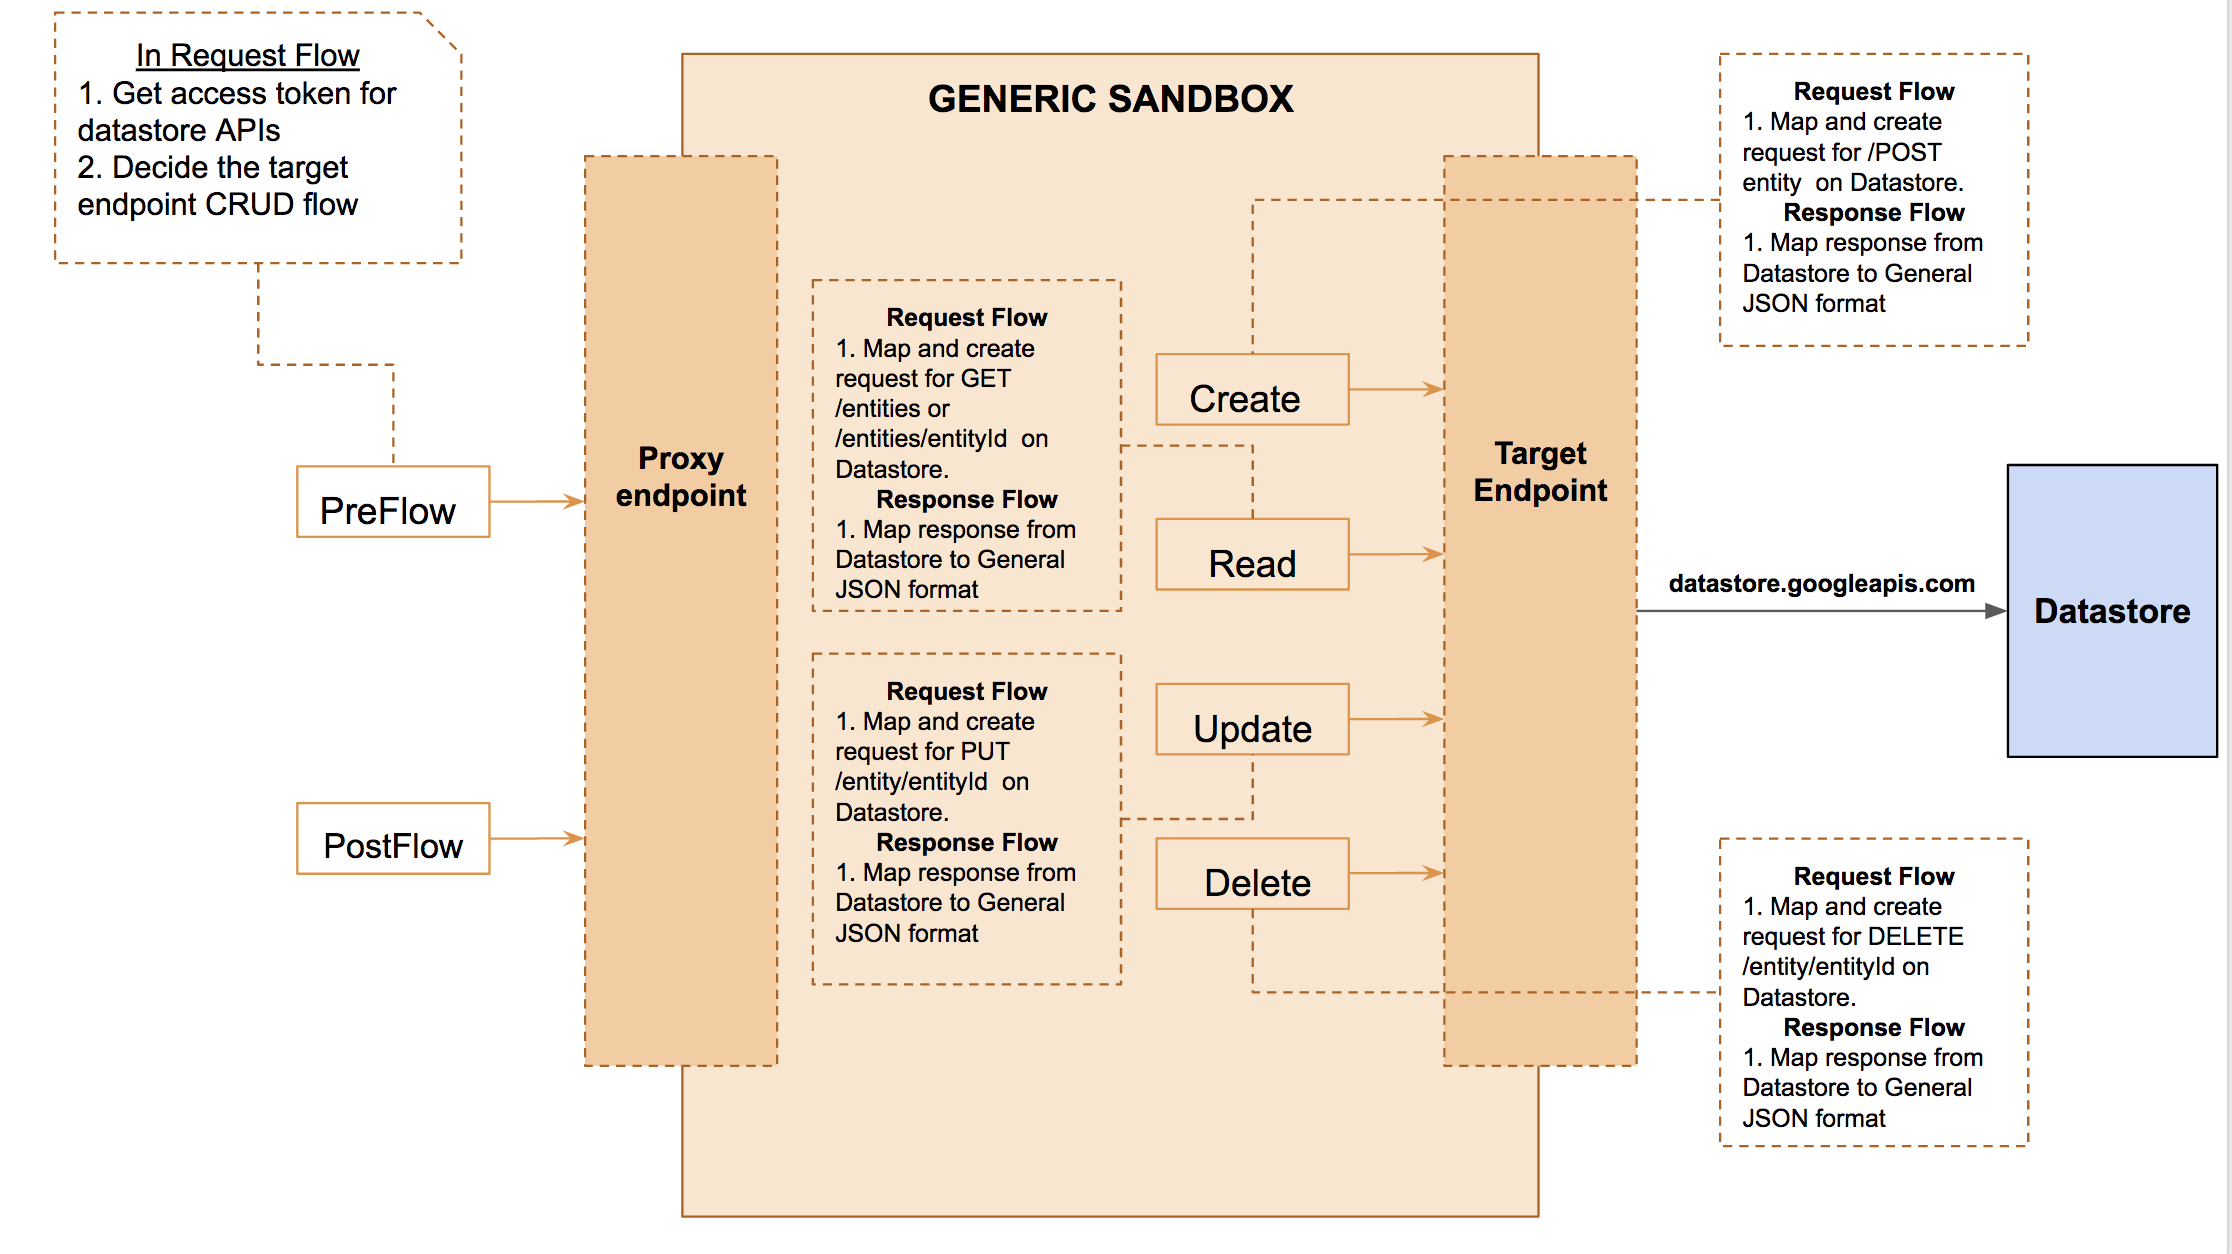 In Request Flow
1. Get access token for
datastore APIs
2. Decide the target
endpoint CRUD flow
PreFlow
PostFlow
GENERIC SANDBOX
Proxy
endpoint
Request Flow
1. Map and create
request for GET
/entities or
/entities/entityId on
Datastore.
Response Flow
1. Map response from
Datastore to General
JSON format
Request Flow
1. Map and create
request for PUT
/entity/entityId on
Datastore.
Response Flow
1. Map response from
Datastore to General
JSON format
Create
Read
Update
Delete
Target
Endpoint
Request Flow
1. Map and create
request for /POST
entity on Datastore.
Response Flow
1. Map response from
Datastore to General
JSON format
datastore.googleapis.com
Datastore
Request Flow
1. Map and create
request for DELETE
/entity/entityId on
Datastore.
Response Flow
1. Map response from
Datastore to General
JSON format